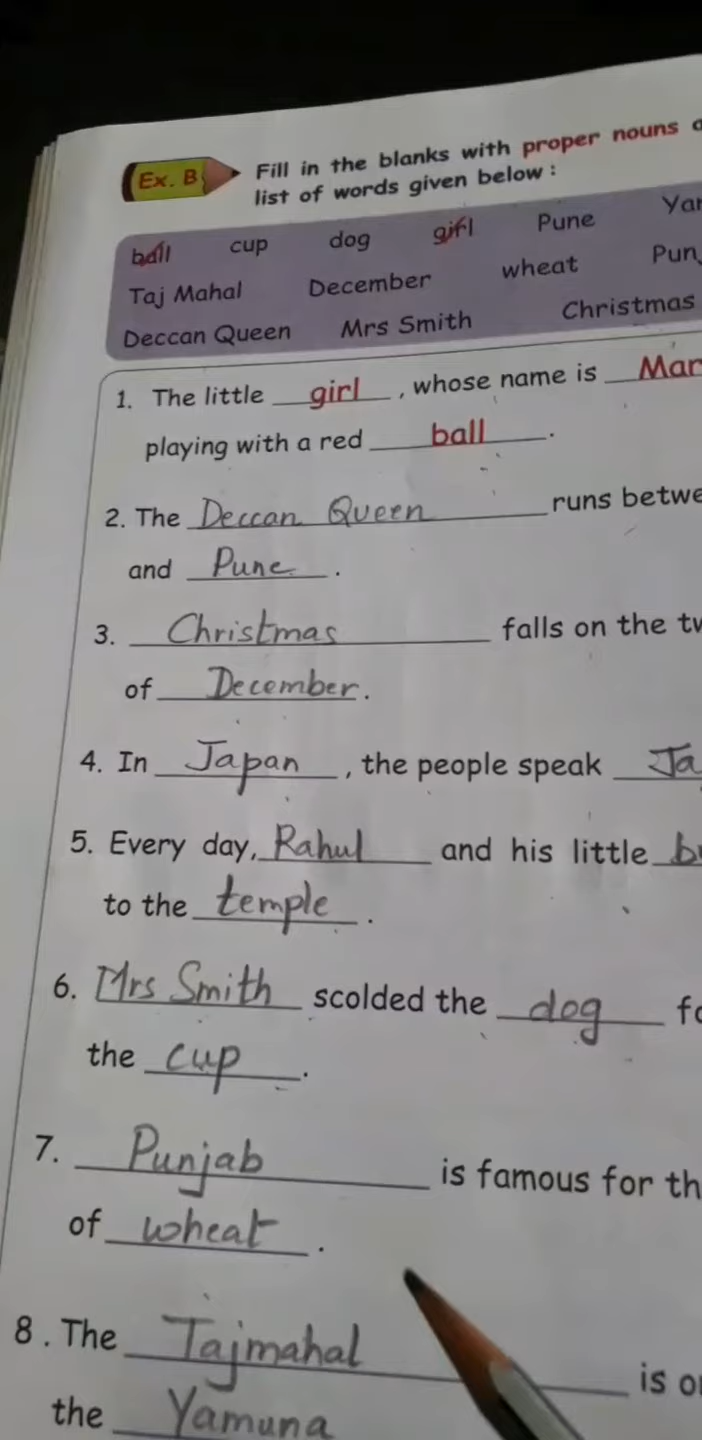 Ex. B Fill in the blanks with proper nouns
list of words given below :
ball cup dog girl Pune
Taj Mahal December wheat
Deccan Queen Mrs Smith Christmas
1. The little girl , whose name is
playing with a red ball .
2. The Deccan Queen runs
and Pune .
3. Christmas falls on the
of December .
4. In Japan , the people speak
5. Every day, Rahul and his little
to the temple .
6. Mrs Smith scolded the dog
the cup .
7. Punjab is famous for
of wheat .
8 . The Tajmahal is
the Yamuna